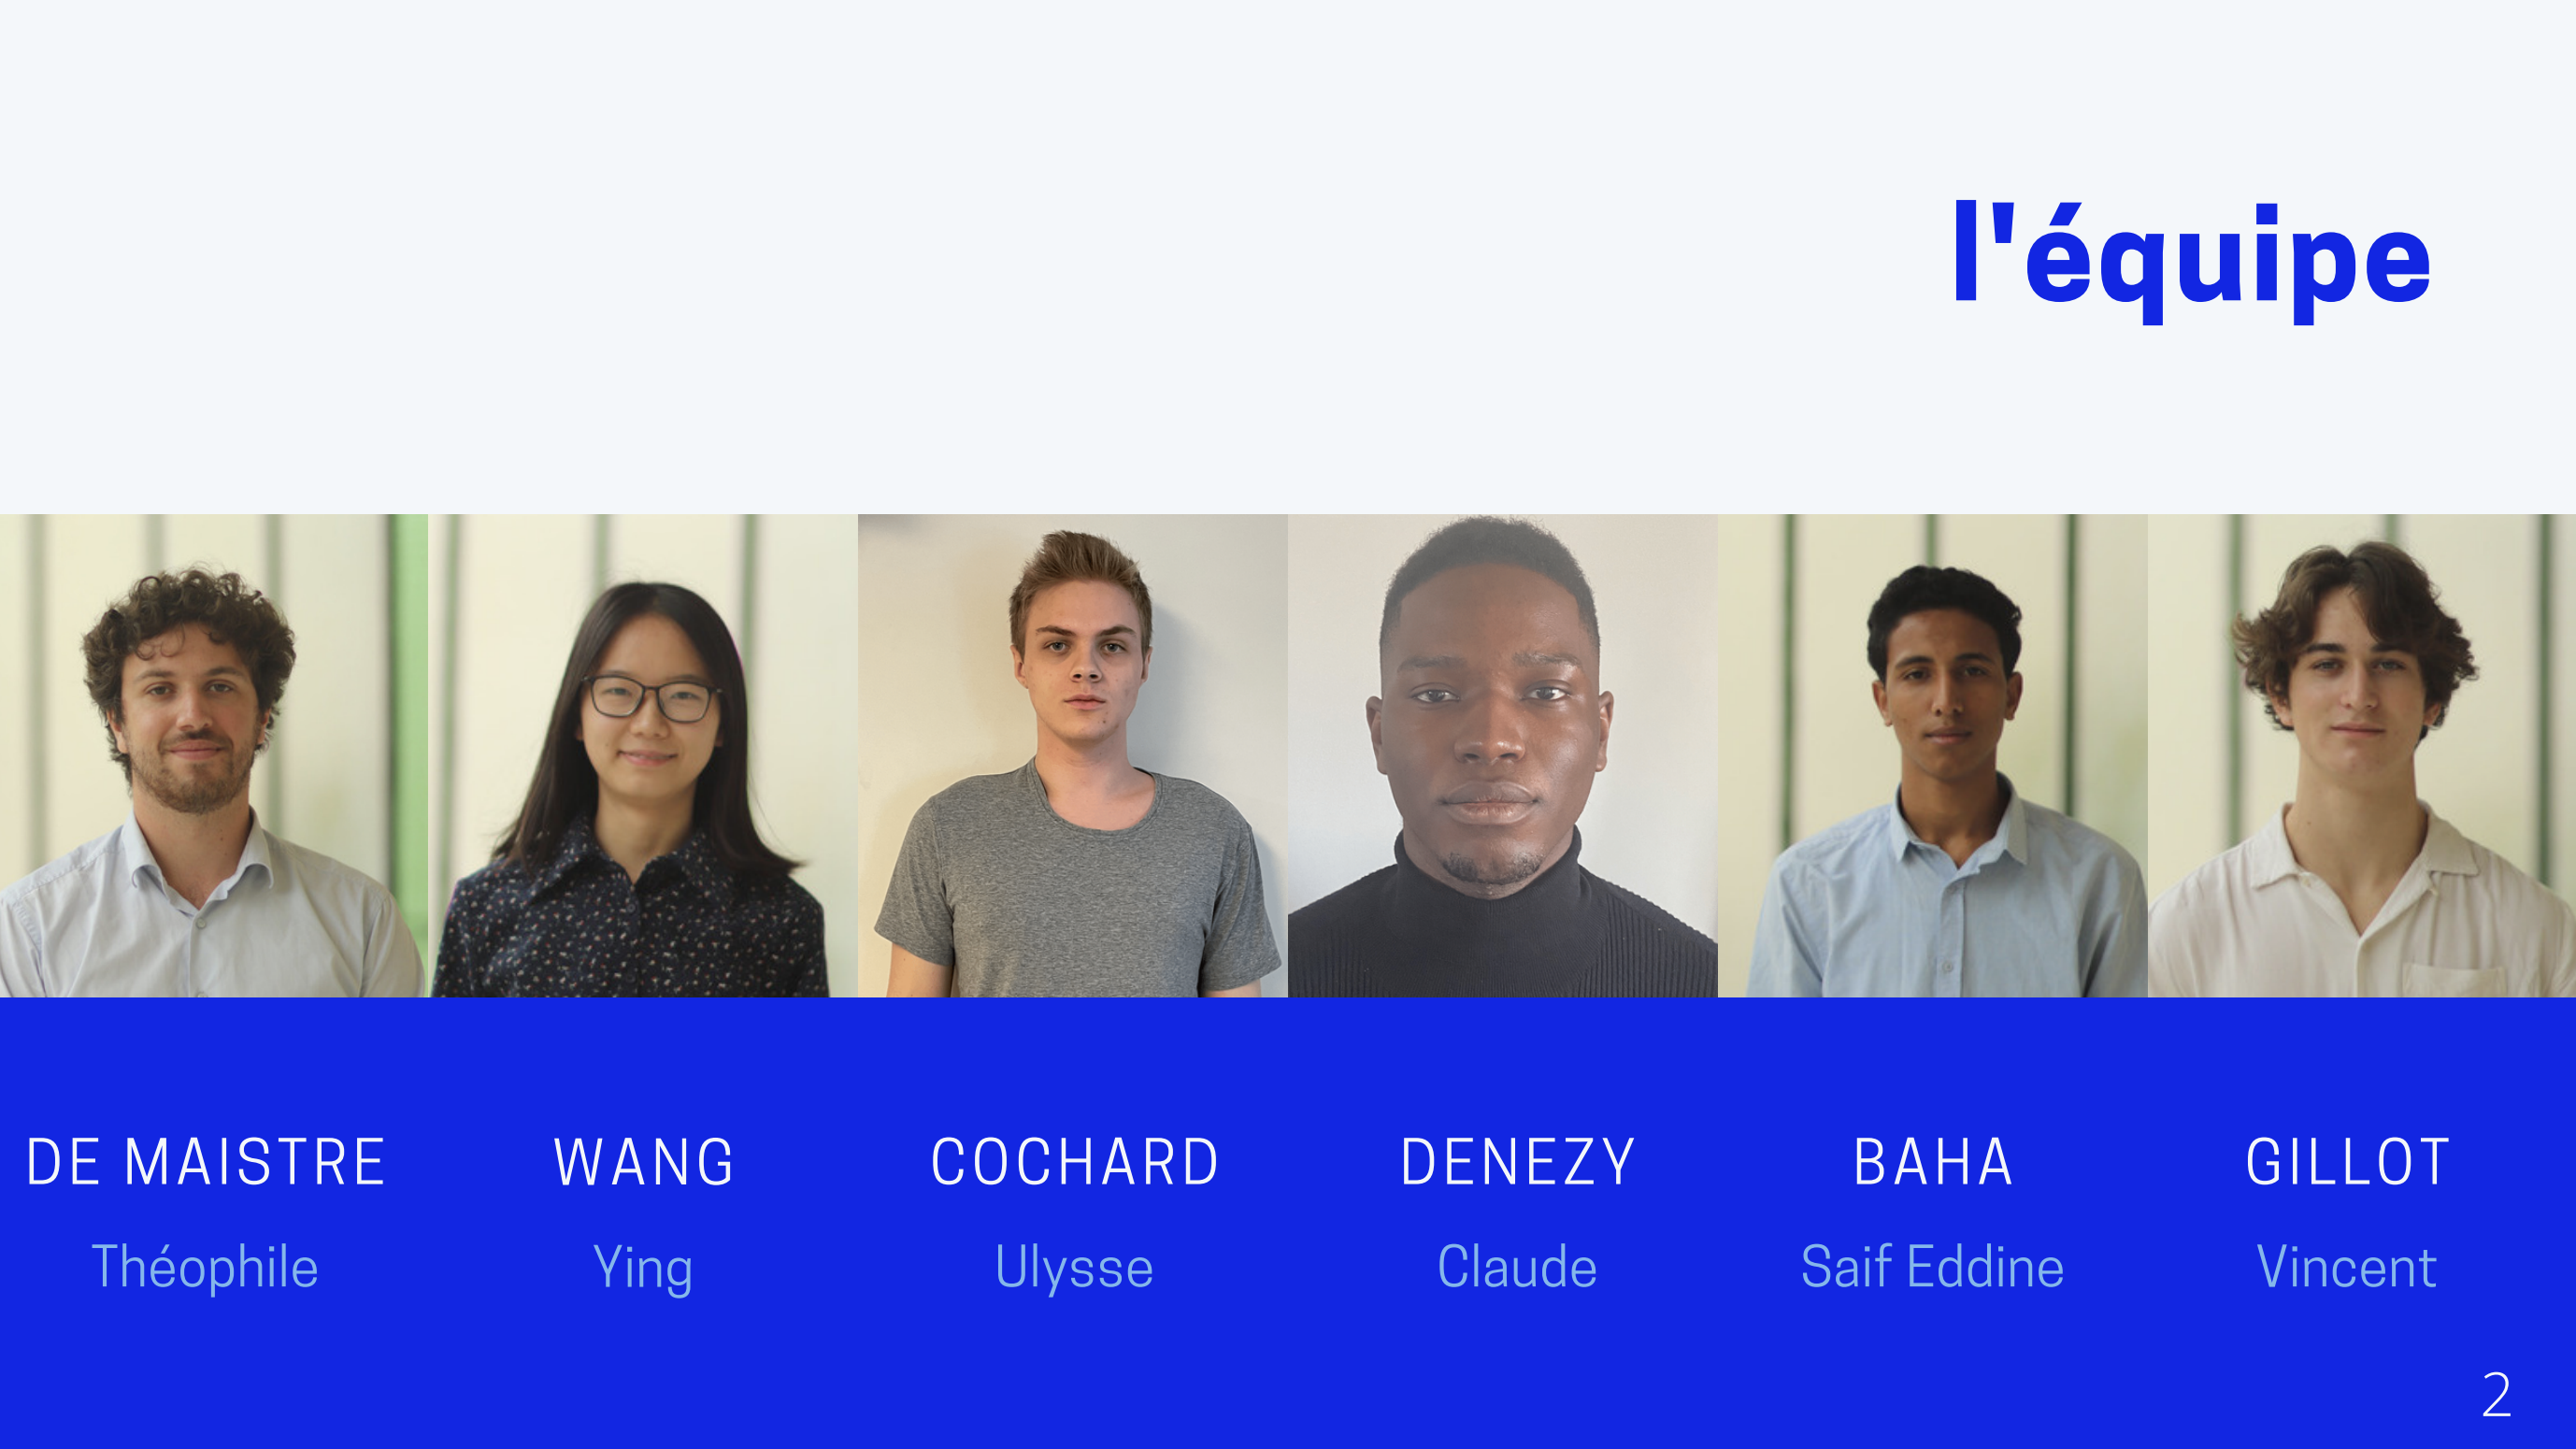 l'équipe
DE MAISTRE
Théophile
WANG
Ying
COCHARD
Ulysse
DENEZY
Claude
BAHA
Saif Eddine
GILLOT
Vincent
2